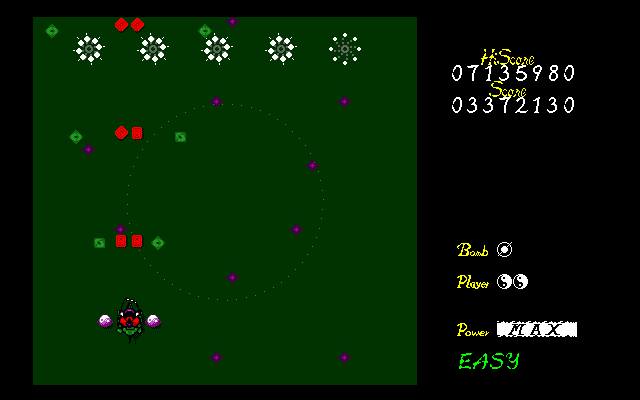 HiScore
07135980
Score
03372130
Bomb
Player
Power MAX
EASY